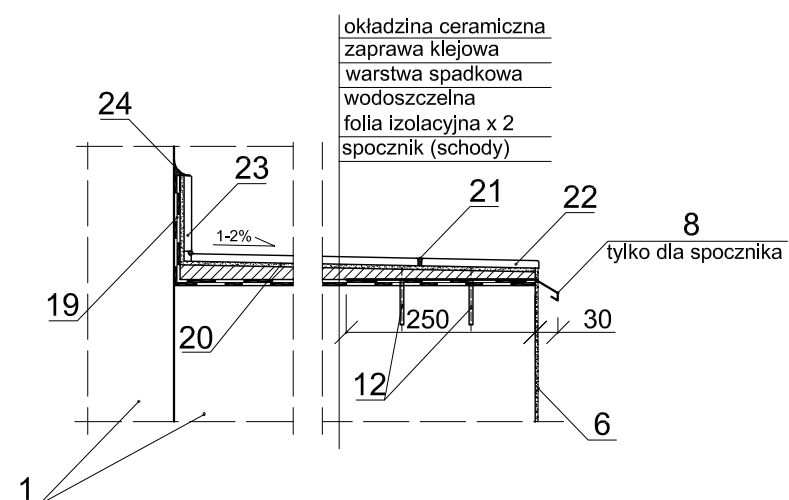 okładzina ceramiczna
zaprawa klejowa
warstwa spadkowa
wodoszczelna
folia izolacyjna x 2
spocznik (schody)
24
23
21
22
8
tylko dla spocznika
1-2%
19
20
250
30
12
6
1